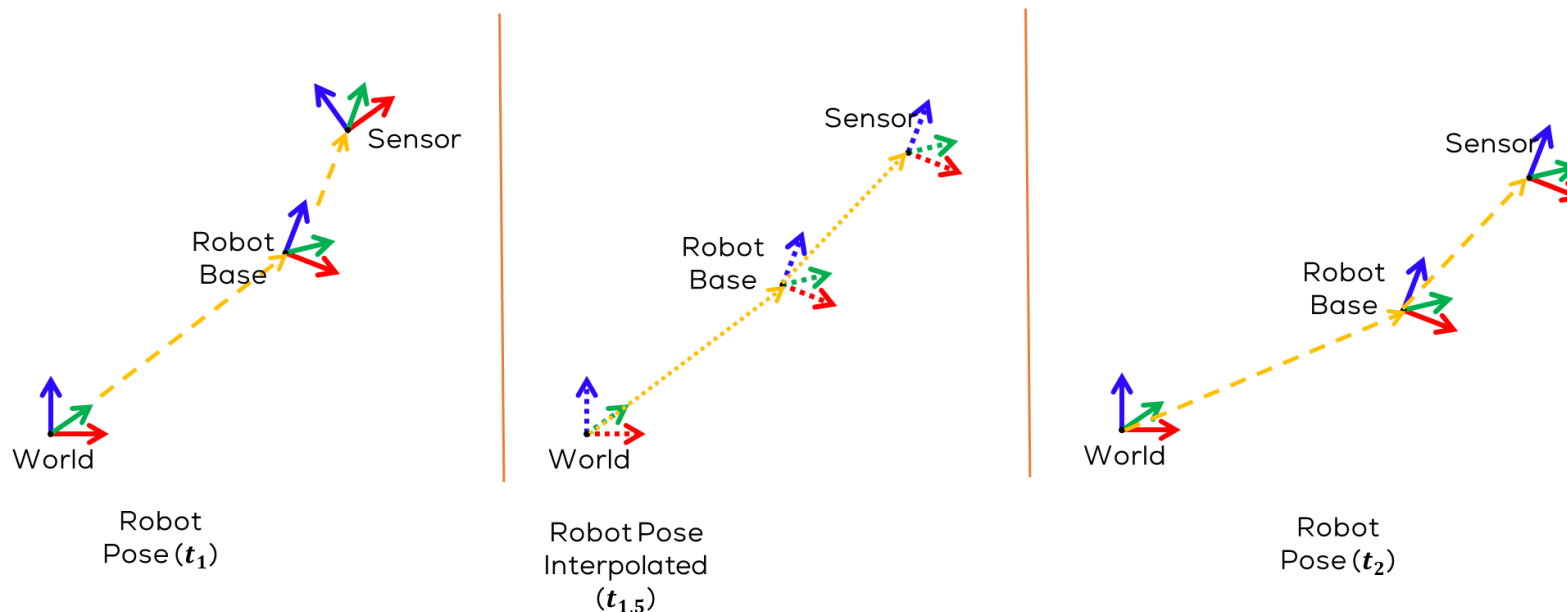 Sensor
Robot
Base
World
Robot
Pose (t1)
Sensor
Robot
Base
World
Robot Pose
Interpolated
(t1.5)
Sensor
Robot
Base
World
Robot
Pose (t2)